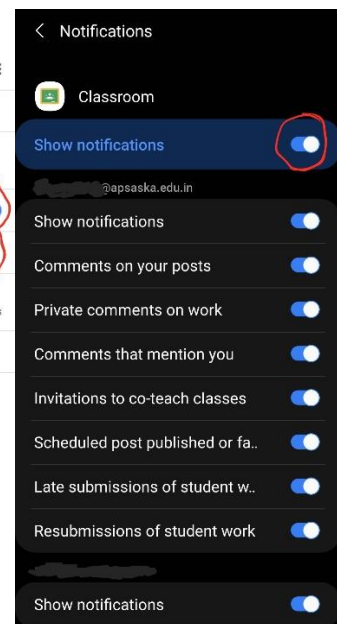 Notifications
Classroom
Show notifications
@apsaska.edu.in
Show notifications
Comments on your posts
Private comments on work
Comments that mention you
Invitations to co-teach classes
Scheduled post published or fa..
Late submissions of student w..
Resubmissions of student work
Show notifications